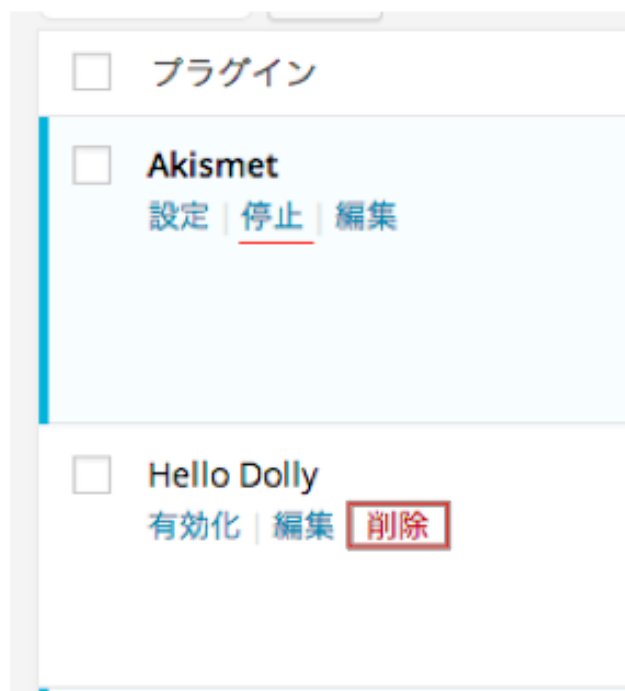 プラグイン
Akismet
設定 | 停止 | 編集
Hello Dolly
有効化 | 編集 削除